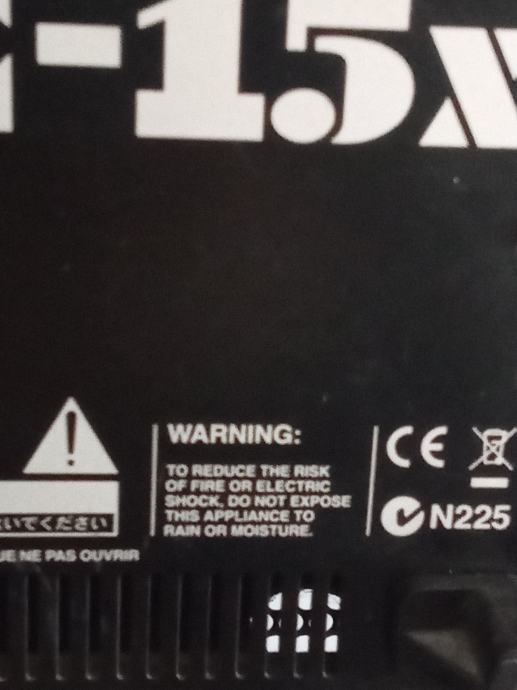 -15x
WARNING:
TO REDUCE THE RISK
OF FIRE OR ELECTRIC
SHOCK, DO NOT EXPOSE
THIS APPLIANCE TO
RAIN OR MOISTURE.
CE
N225
いでください
UE NE PAS OUVRIR